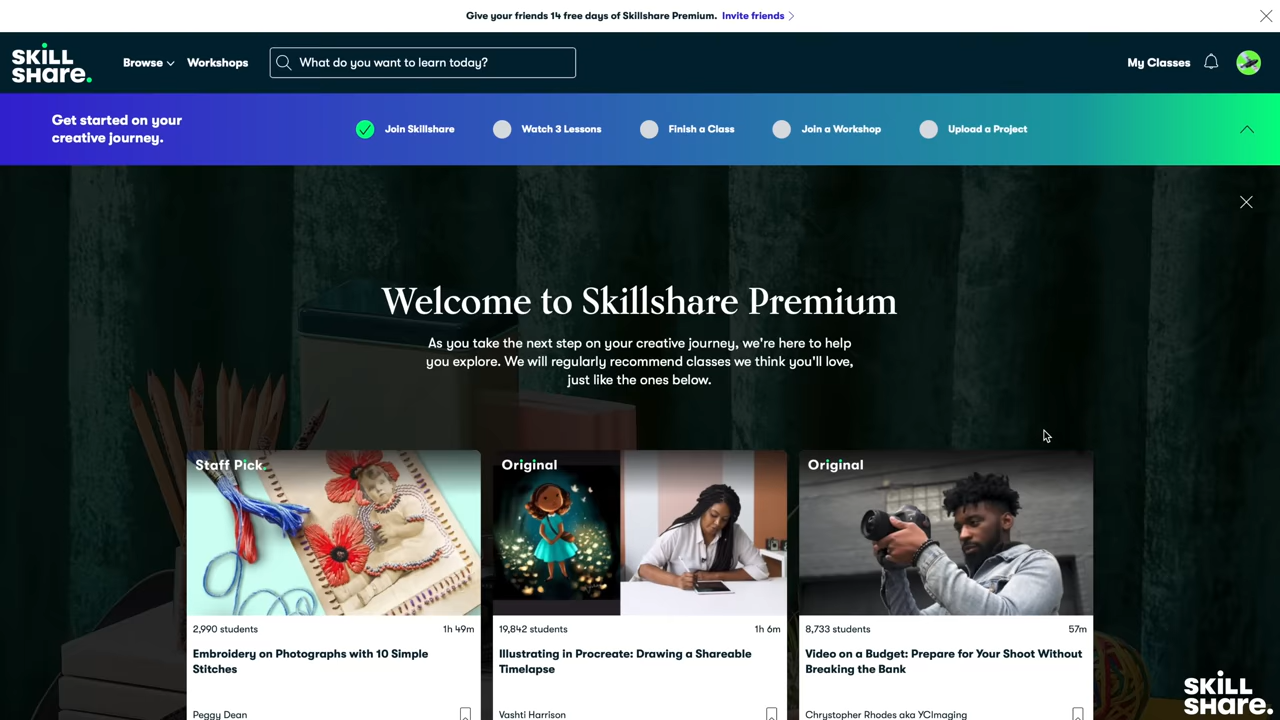 Give your friends 14 free days of Skillshare Premium. Invite friends
SKILL
SHARE.
Browse
Workshops
What do you want to learn today?
My Classes
Get started on your
creative journey.
Join Skillshare
Watch 3 Lessons
Finish a Class
Join a Workshop
Upload a Project
Welcome to Skillshare Premium
As you take the next step on your creative journey, we're here to help
you explore. We will regularly recommend classes we think you'll love,
just like the ones below.
Staff Pick.
2,990 students 1h 49m
Embroidery on Photographs with 10 Simple
Stitches
Peggy Dean
Original
19,842 students 1h 6m
Illustrating in Procreate: Drawing a Shareable
Timelapse
Vashti Harrison
Original
8,733 students 57m
Video on a Budget: Prepare for Your Shoot Without
Breaking the Bank
Chrystopher Rhodes aka YCImaging
SKILL
SHARE.